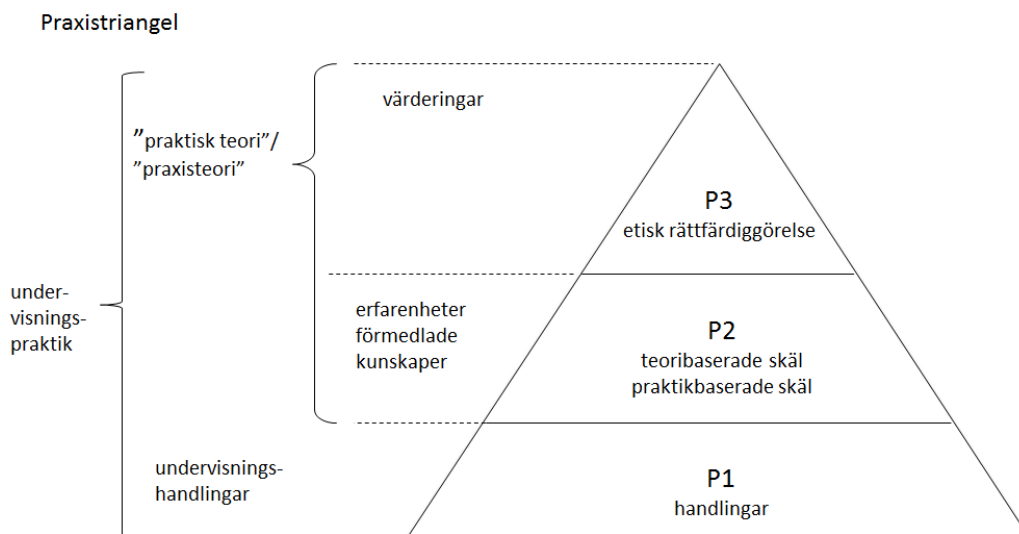 Praxistriangel
värderingar
”praktisk teori”/
”praxisteori”
P3
etisk rättfärdiggörelse
under-
visnings-
praktik
erfarenheter
förmedlade
kunskaper
P2
teoribaserade skäl
praktikbaserade skäl
undervisnings-
handlingar
P1
handlingar